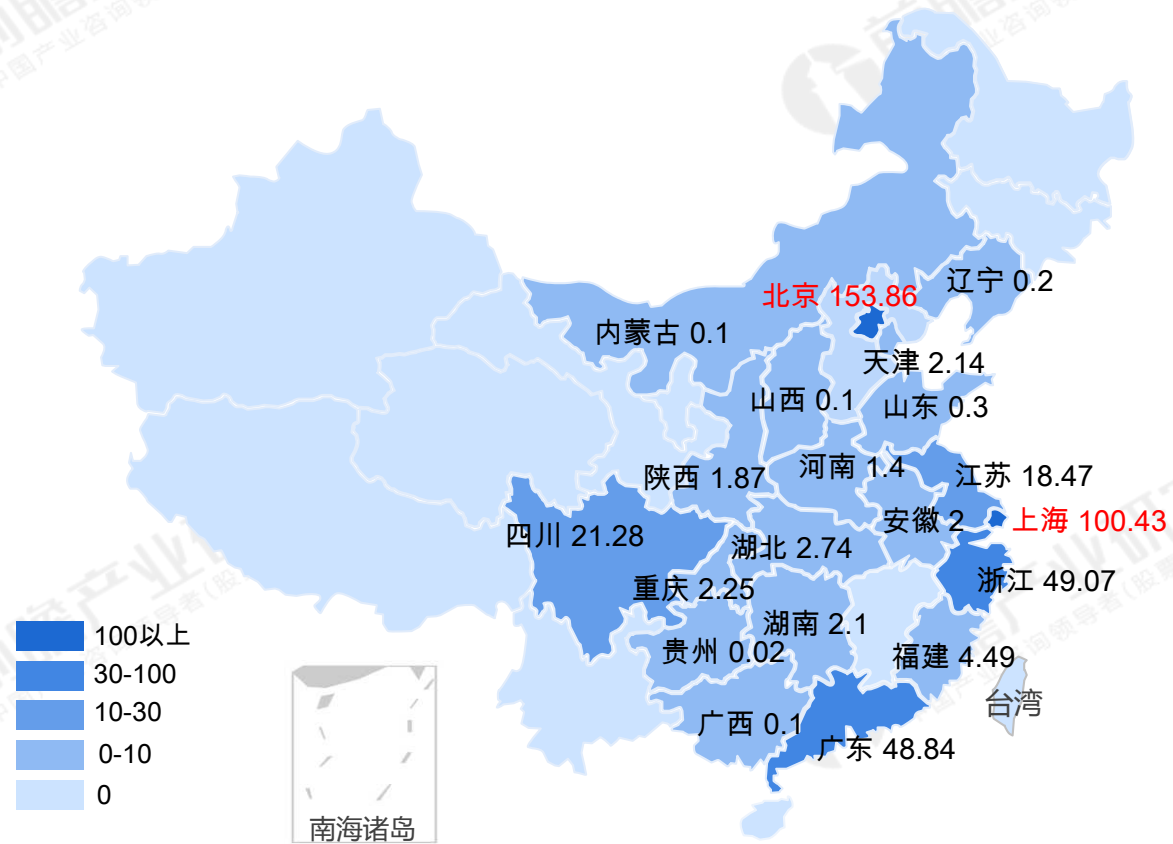 北京 153.86
辽宁 0.2
内蒙古 0.1
天津 2.14
山西 0.1
山东 0.3
陕西 1.87
河南 1.4
江苏 18.47
四川 21.28
湖北 2.74
安徽 2
上海 100.43
重庆 2.25
浙江 49.07
湖南 2.1
贵州 0.02
福建 4.49
广西 0.1
广东 48.84
台湾
100以上
30-100
10-30
0-10
0
南海诸岛